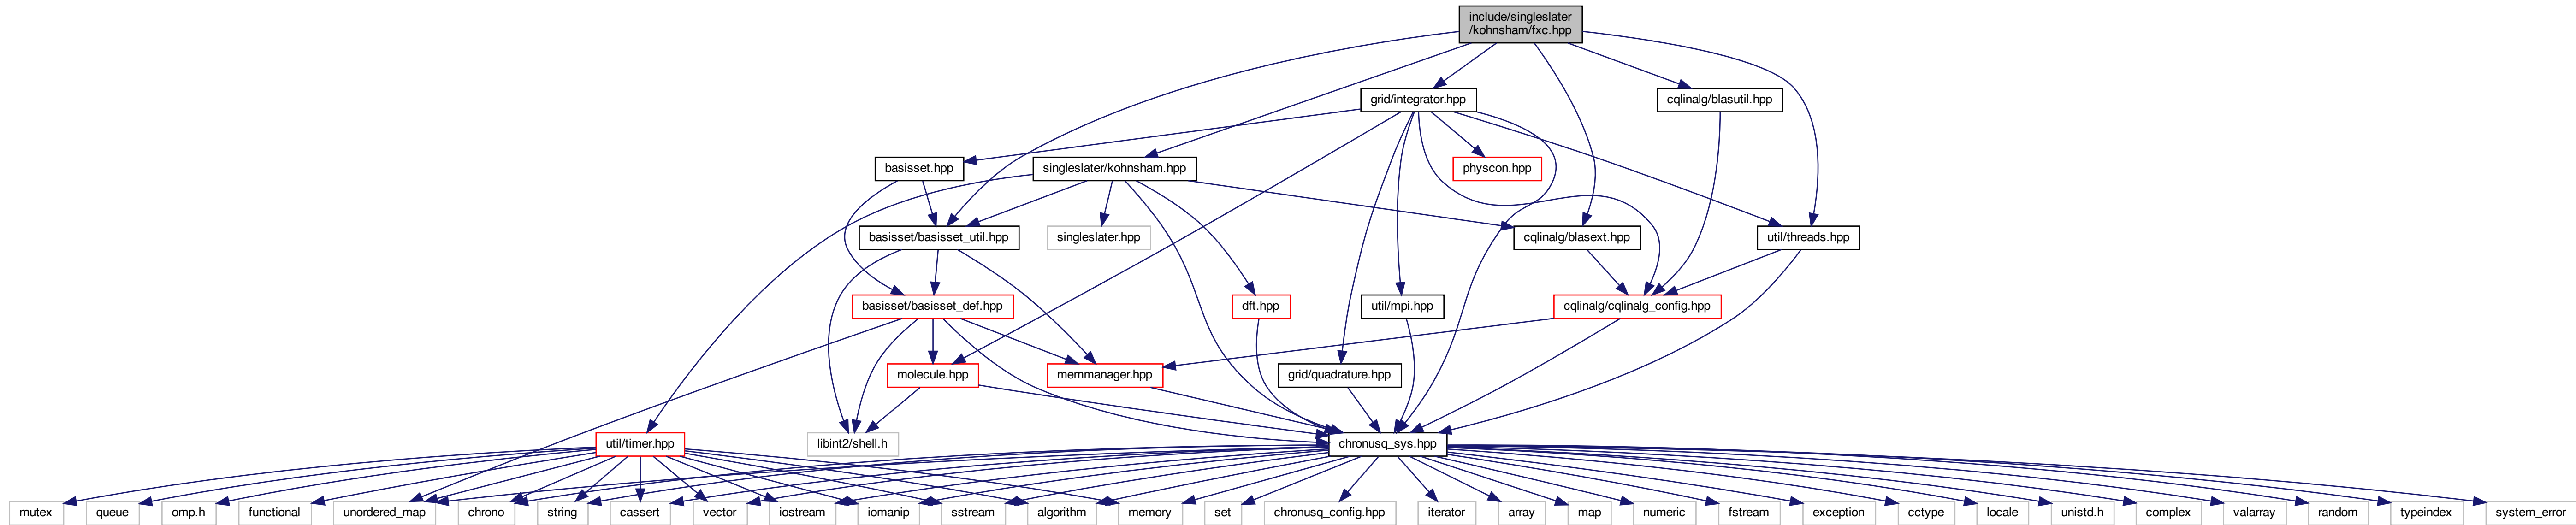 include/singleslater
/kohnsham/fxc.hpp
grid/integrator.hpp
cqlinalg/blasutil.hpp
basisset.hpp
singleslater/kohnsham.hpp
physcon.hpp
basisset/basisset_util.hpp
singleslater.hpp
cqlinalg/blasext.hpp
util/threads.hpp
basisset/basisset_def.hpp
dft.hpp
util/mpi.hpp
cqlinalg/cqlinalg_config.hpp
molecule.hpp
memmanager.hpp
grid/quadrature.hpp
util/timer.hpp
libint2/shell.h
chronusq_sys.hpp
mutex
queue
omp.h
functional
unordered_map
chrono
string
cassert
vector
iostream
iomanip
sstream
algorithm
memory
set
chronusq_config.hpp
iterator
array
map
numeric
fstream
exception
cctype
locale
unistd.h
complex
valarray
random
typeindex
system_error